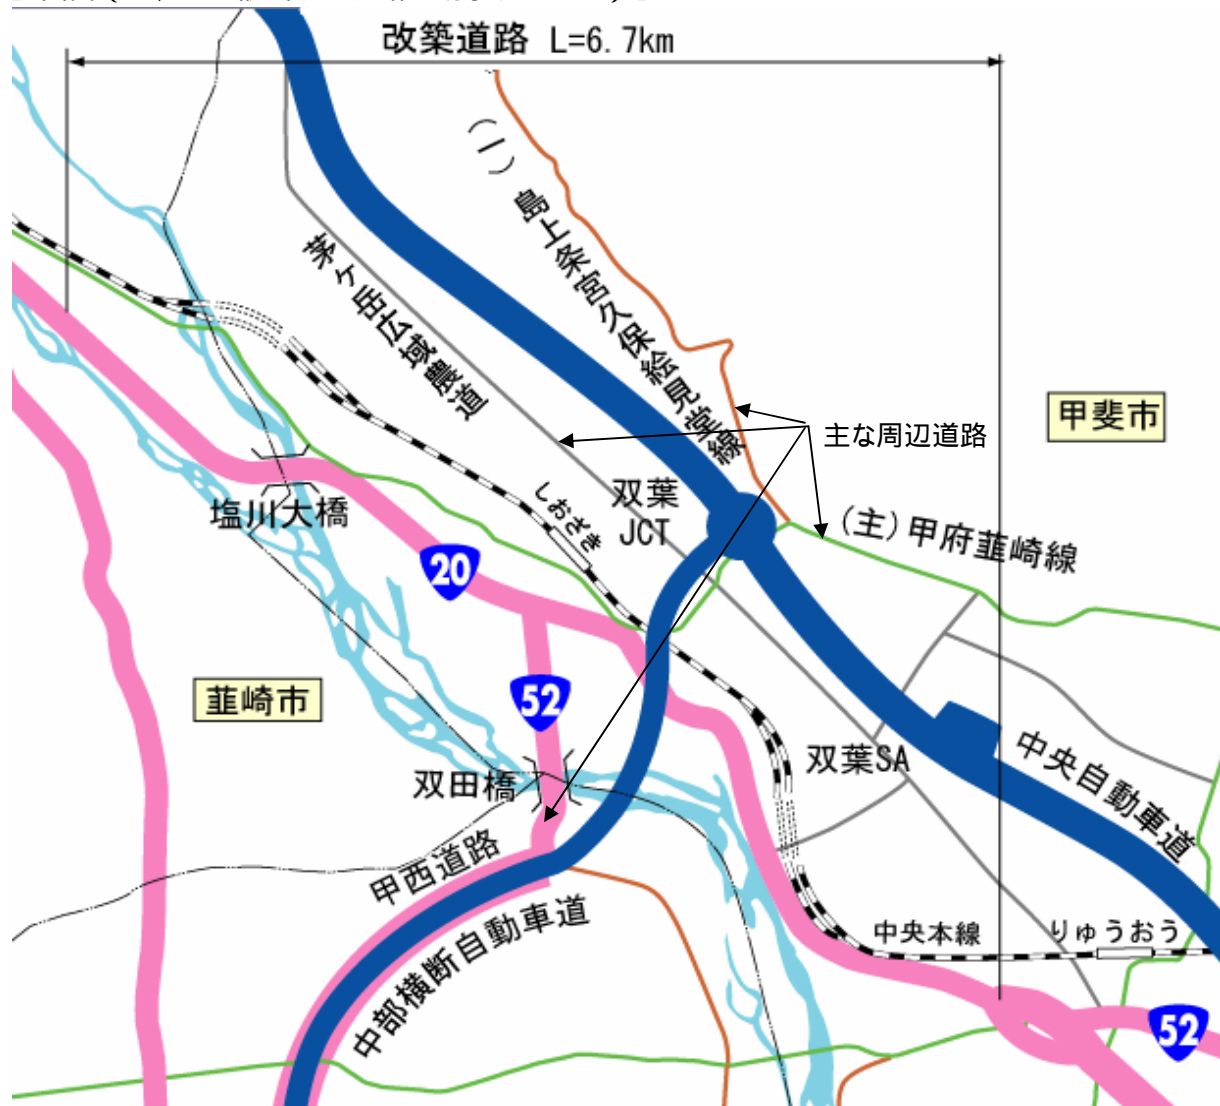 改築道路 L=6.7km
(一)島上条宮久保絵見堂線
茅ヶ岳広域農道
甲斐市
主な周辺道路
双葉
JCT
しおざき
塩川大橋
(主)甲府韮崎線
20
52
韮崎市
双葉SA
双田橋
中央自動車道
甲西道路
中部横断自動車道
中央本線
りゅうおう
52